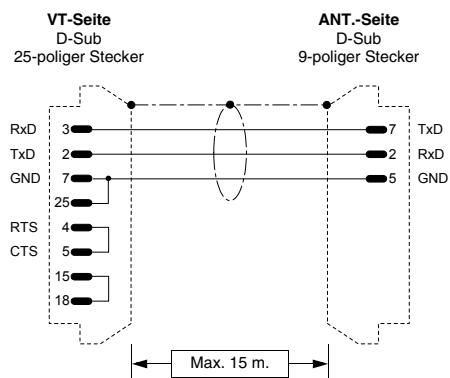 VT-Seite
D-Sub
25-poliger Stecker
ANT.-Seite
D-Sub
9-poliger Stecker
RxD 3 7 TxD
TxD 2 2 RxD
GND 7 5 GND
25
RTS 4
CTS 5
15
18
Max. 15 m.